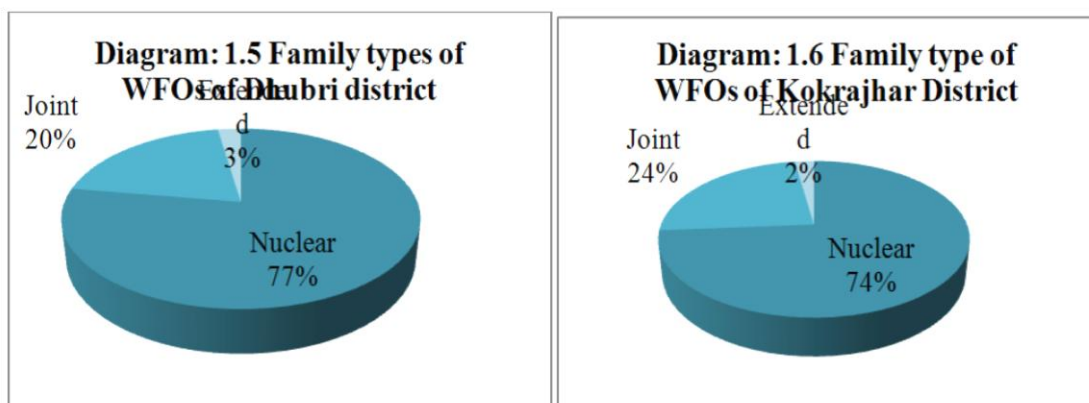 Diagram: 1.5 Family types of
WFOs of Dhubri district
Extende
d
3%
Joint
20%
Nuclear
77%
Diagram: 1.6 Family type of
WFOs of Kokrajhar District
Extende
d
2%
Joint
24%
Nuclear
74%